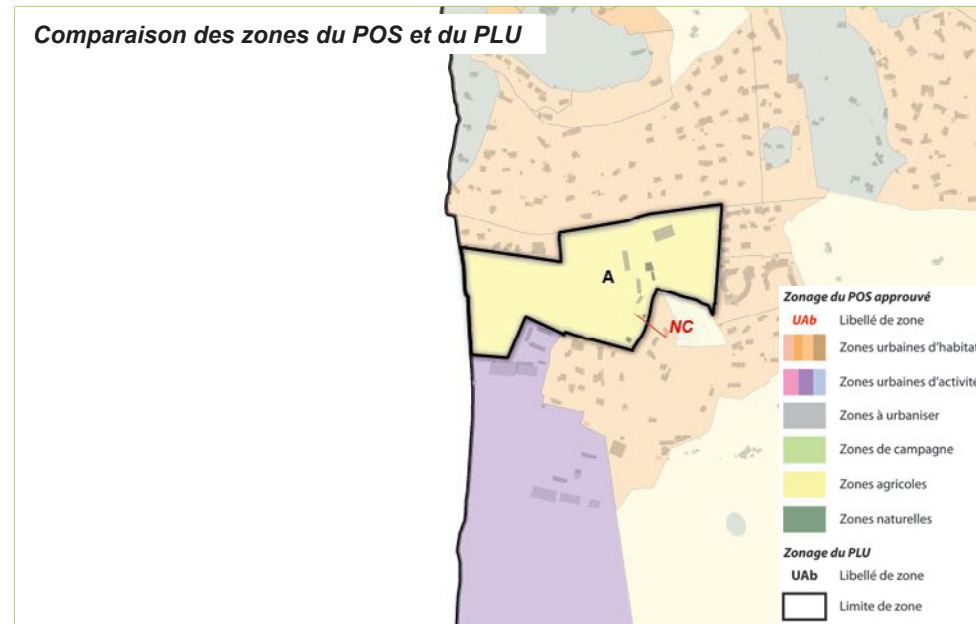 Comparaison des zones du POS et du PLU
A
NC
Zonage du POS approuvé
UAb Libellé de zone
Zones urbaines d'habitat
Zones urbaines d'activité
Zones à urbaniser
Zones de campagne
Zones agricoles
Zones naturelles
Zonage du PLU
UAb Libellé de zone
Limite de zone